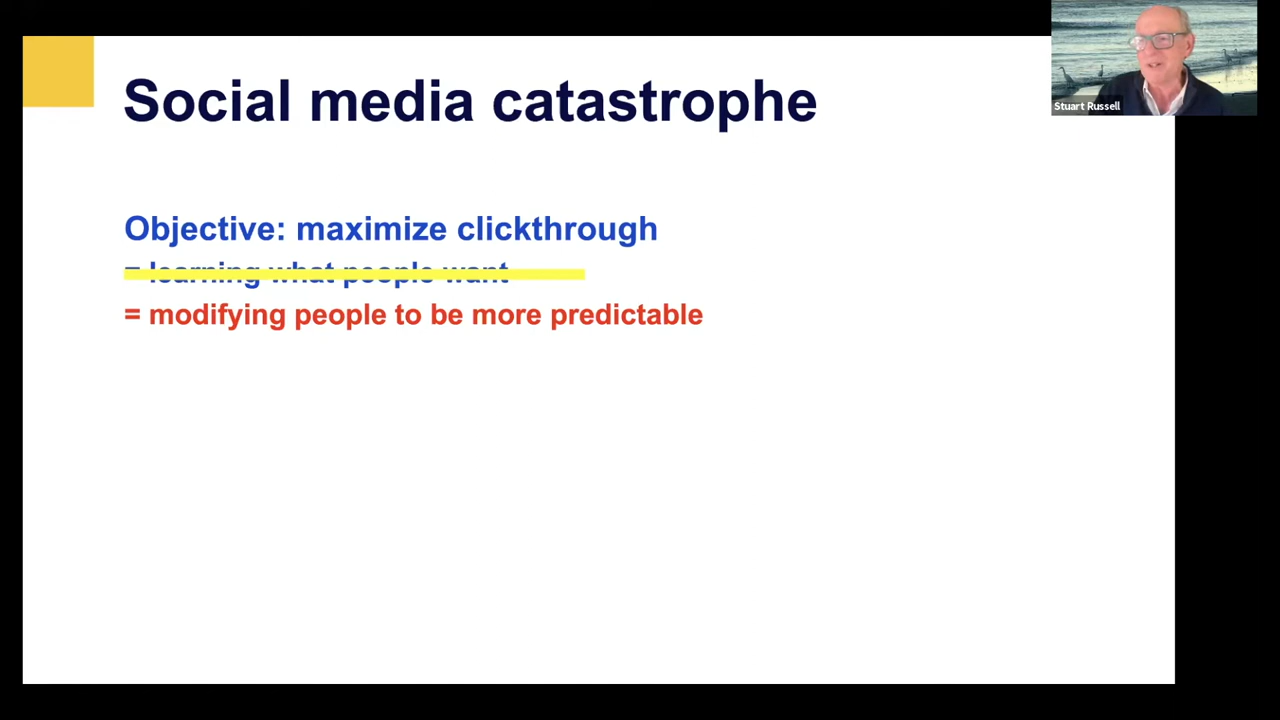 Social media catastrophe
Stuart Russell
Objective: maximize clickthrough
= learning what people want
= modifying people to be more predictable